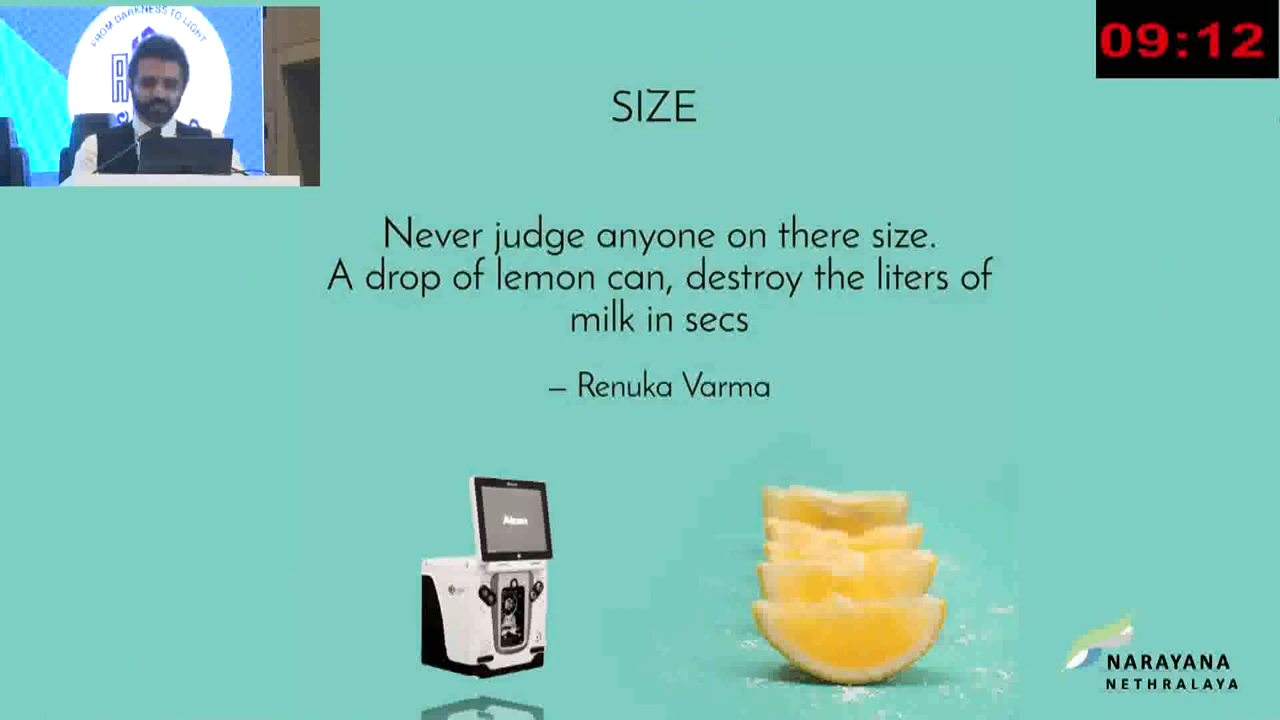 FROM DARKNESS TO LIGHT
09:12
SIZE
Never judge anyone on there size.
A drop of lemon can, destroy the liters of
milk in secs
– Renuka Varma
Alcon
NARAYANA
NETHRALAYA